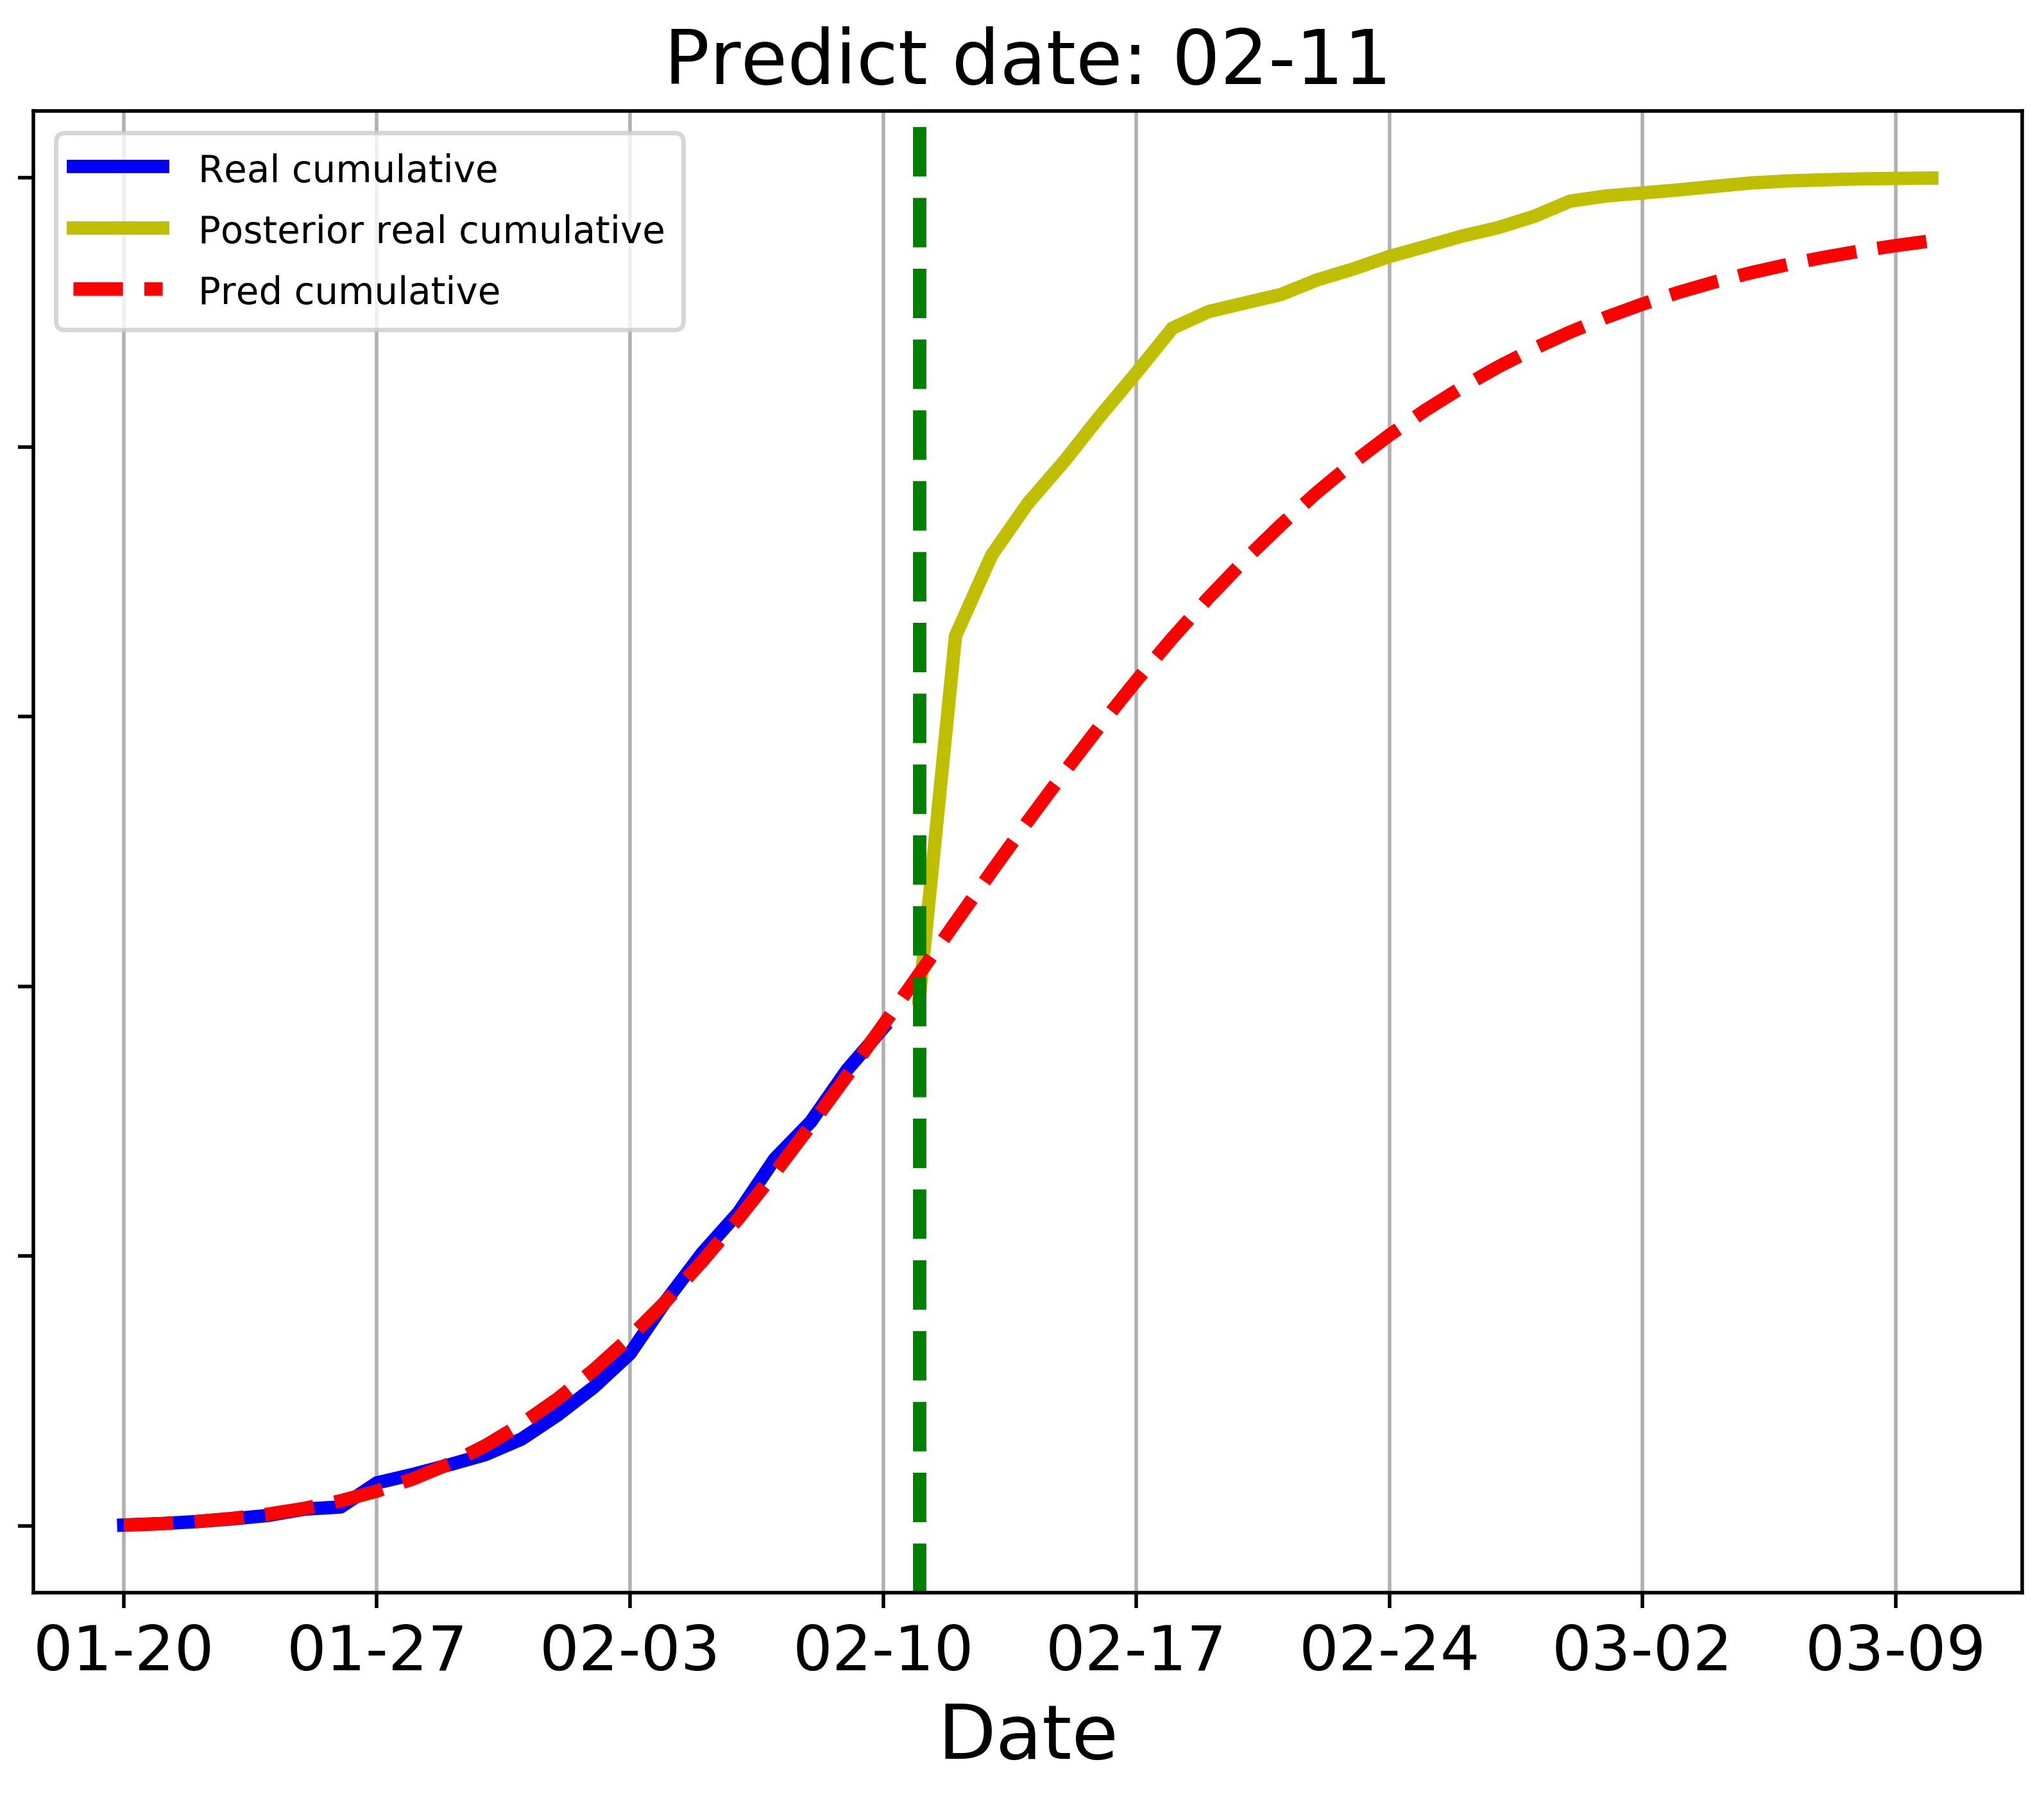 Predict date: 02-11
Real cumulative
Posterior real cumulative
Pred cumulative
01-20 01-27 02-03 02-10 02-17 02-24 03-02 03-09
Date